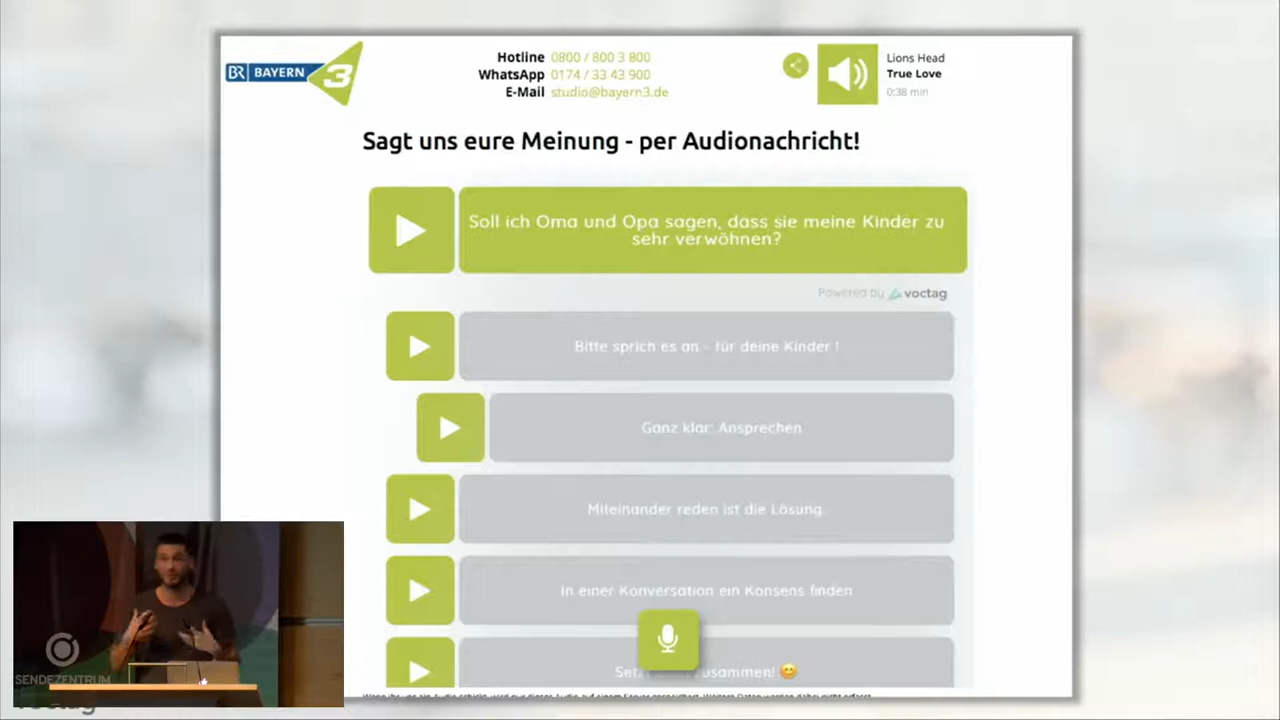 BR BAYERN 3
Hotline 0800 / 800 3 800
WhatsApp 0174 / 33 43 900
E-Mail studio@bayern3.de
Lions Head
True Love
0:38 min
Sagt uns eure Meinung - per Audionachricht!
Soll ich Oma und Opa sagen, dass sie meine Kinder zu
sehr verwöhnen?
Powered by voctag
Bitte sprich es an - für deine Kinder !
Ganz klar: Ansprechen
Miteinander reden ist die Lösung.
In einer Konversation ein Konsens finden
zusammen! 😊
SENDEZENTRUM